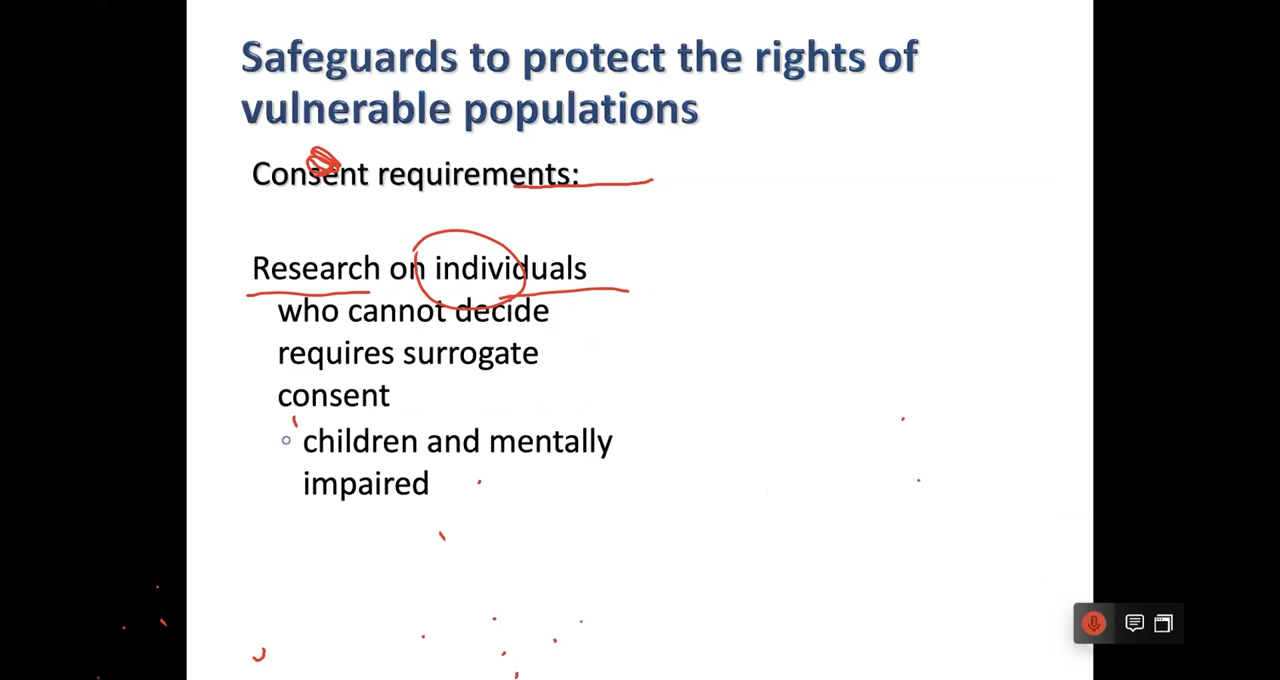 Safeguards to protect the rights of
vulnerable populations
Consent requirements:
Research on individuals
who cannot decide
requires surrogate
consent
children and mentally
impaired